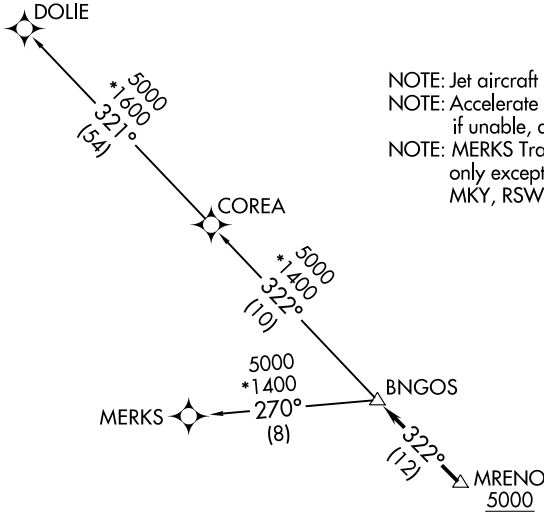 DOLIE
5000
*1600
321°
(54)
NOTE: Jet aircraft
NOTE: Accelerate
if unable,
NOTE: MERKS Tra
only except
MKY, RSW
COREA
5000
*1400
322°
(10)
5000
*1400
270°
(8)
MERKS
BNGOS
322°
(12)
MRENO
5000